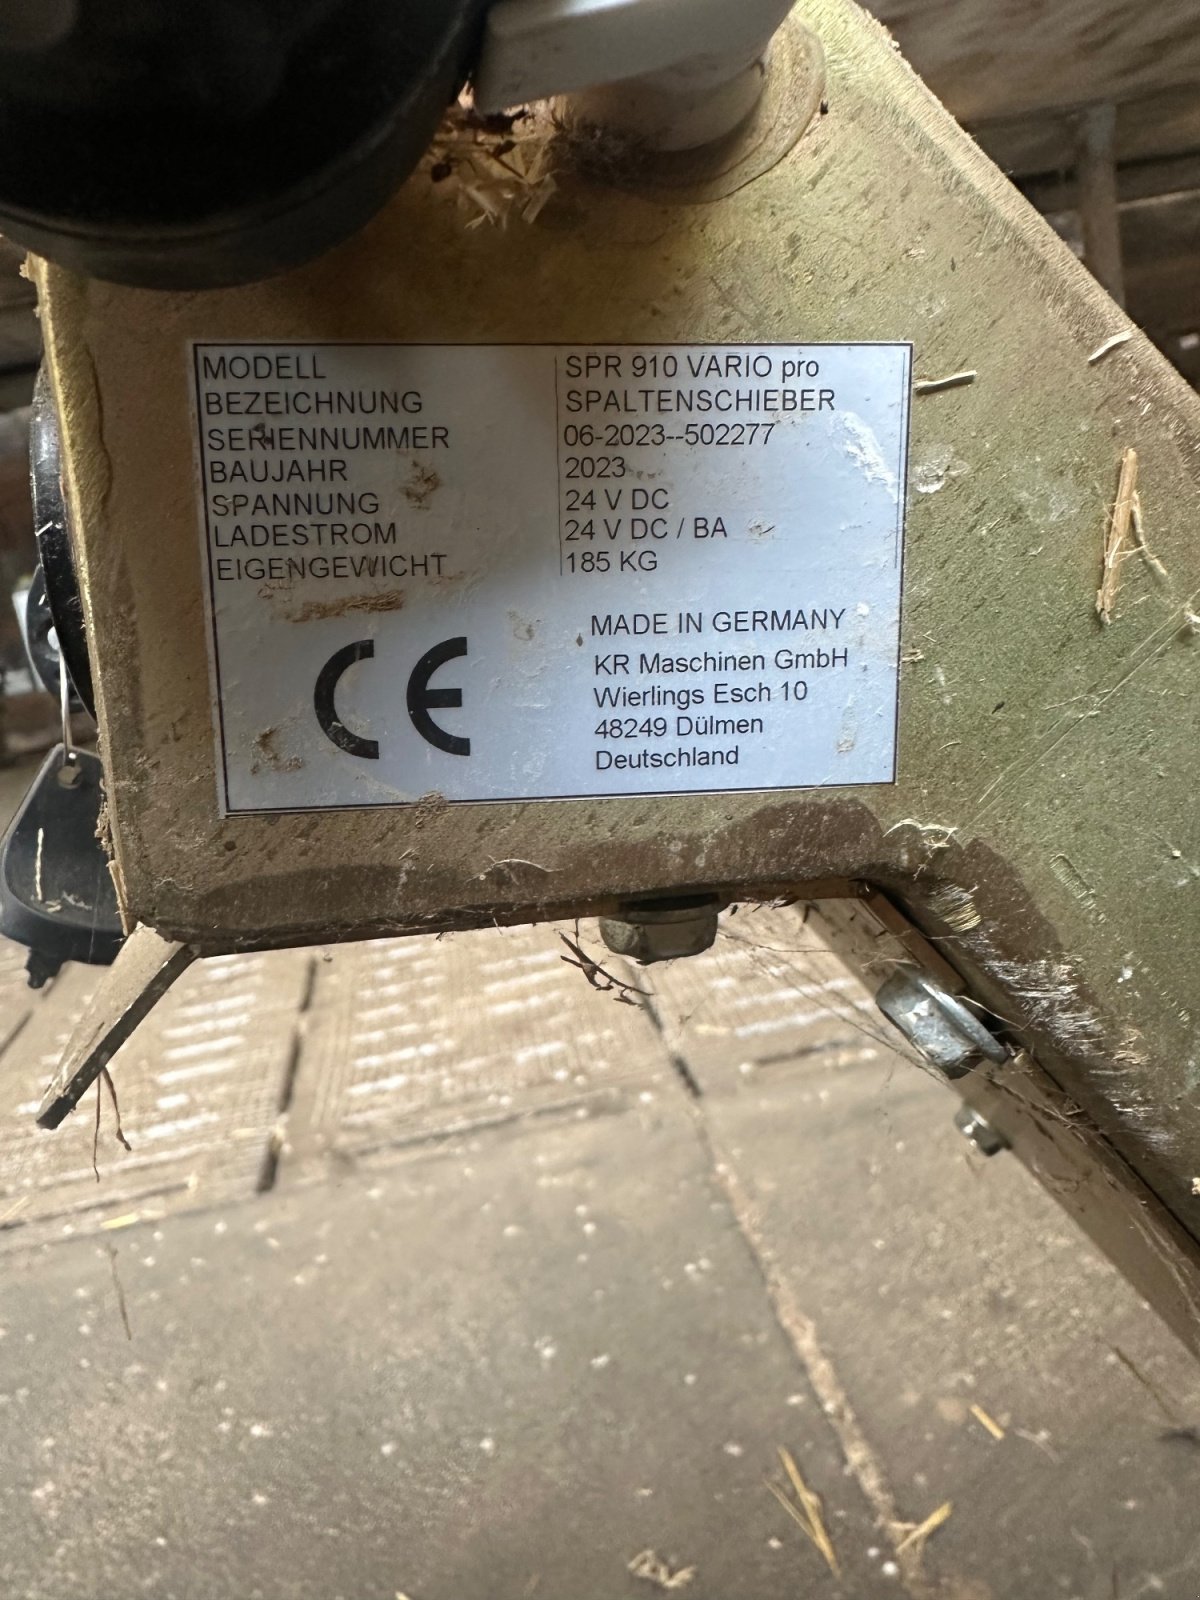 MODELL SPR 910 VARIO pro
BEZEICHNUNG SPALTENSCHIEBER
SERIENNUMMER 06-2023--502277
BAUJAHR 2023
SPANNUNG 24 V DC
LADESTROM 24 V DC / BA
EIGENGEWICHT 185 KG
CE
MADE IN GERMANY
KR Maschinen GmbH
Wierlings Esch 10
48249 Dülmen
Deutschland